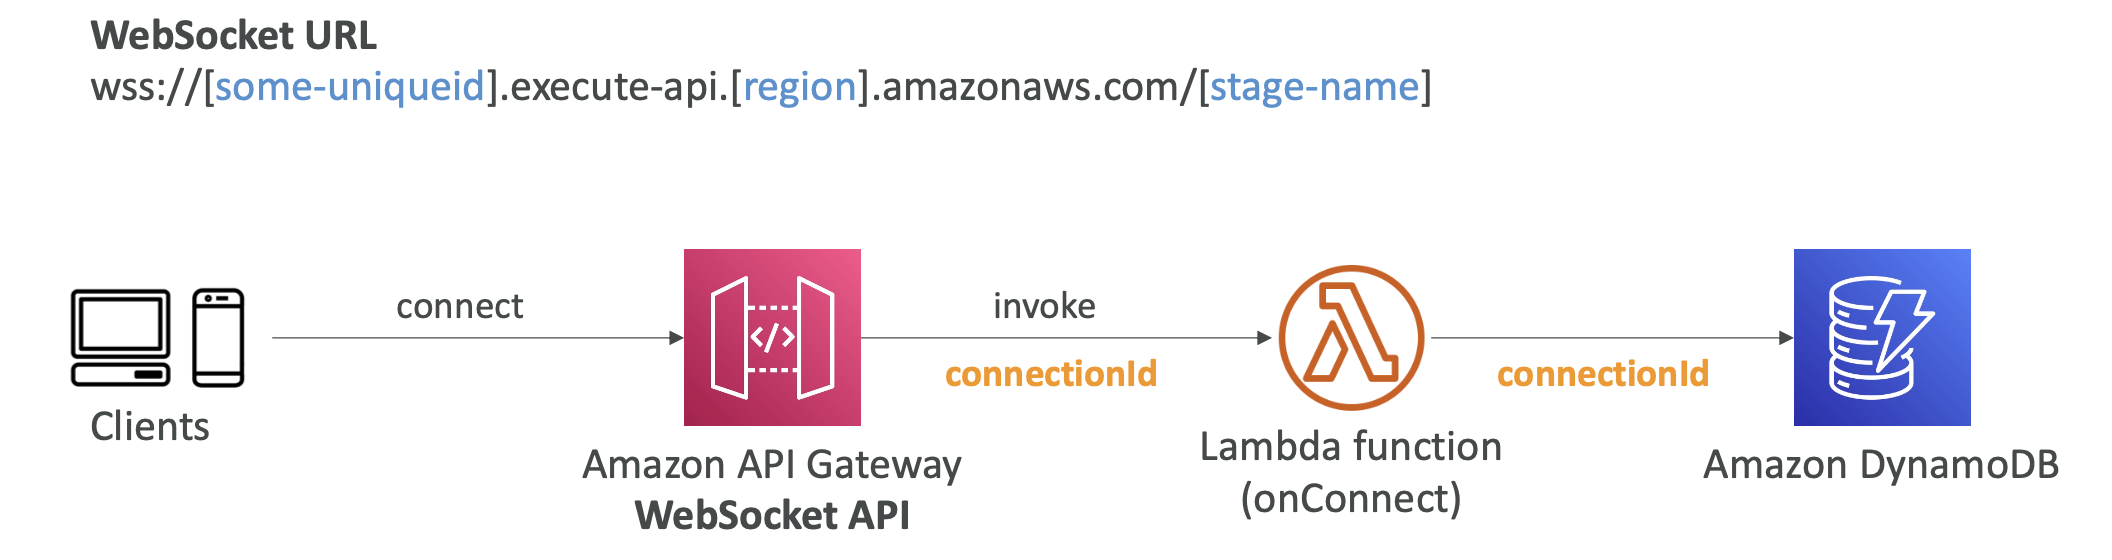 WebSocket URL
wss://[some-uniqueid].execute-api.[region].amazonaws.com/[stage-name]
connect
invoke
connectionId
connectionId
</>
Clients
Amazon API Gateway
WebSocket API
Lambda function
(onConnect)
Amazon DynamoDB